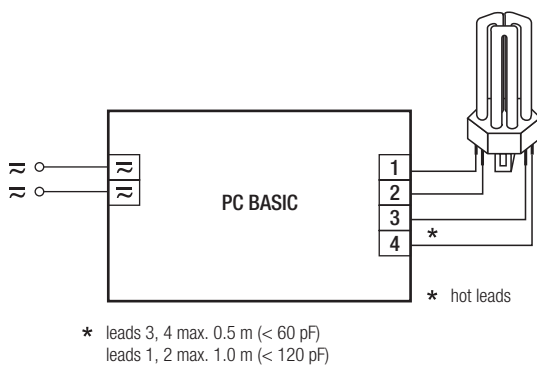 ≂ ≂
≂ ≂
PC BASIC
1
2
3
4
*
* hot leads
* leads 3, 4 max. 0.5 m (< 60 pF)
leads 1, 2 max. 1.0 m (< 120 pF)